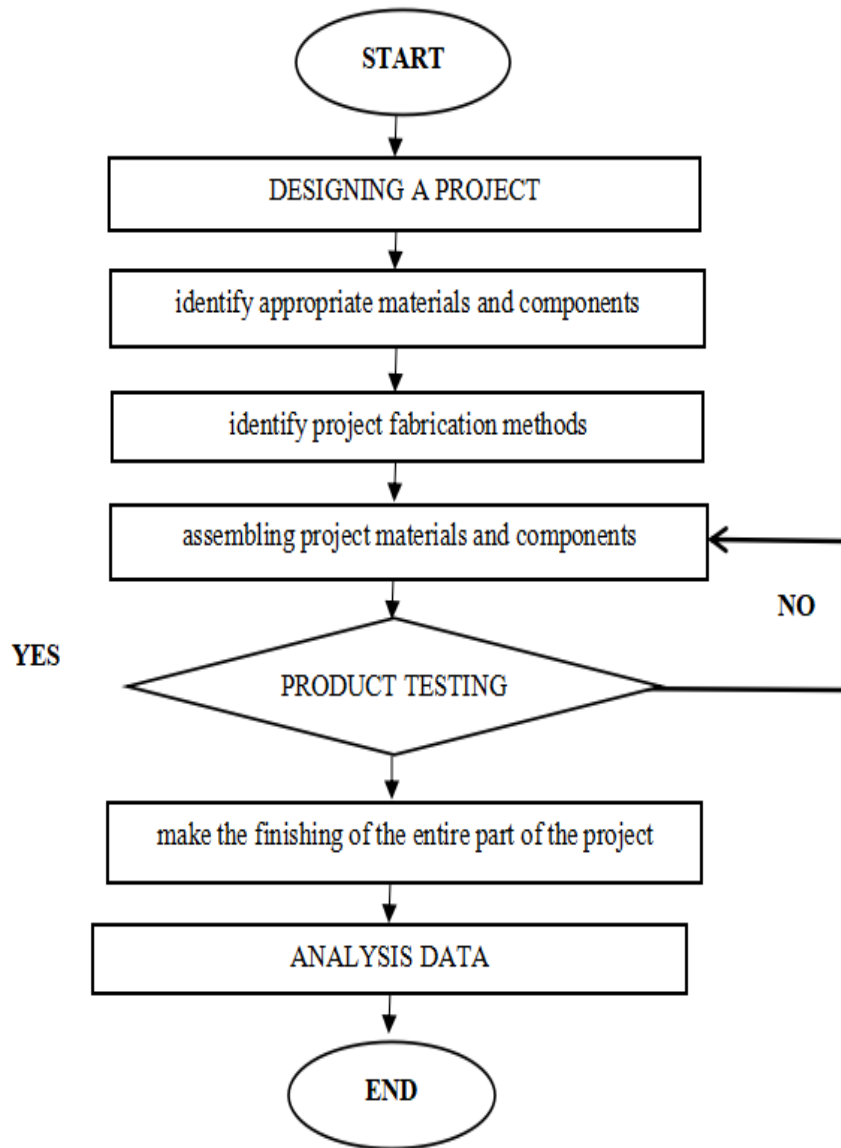 START
DESIGNING A PROJECT
identify appropriate materials and components
identify project fabrication methods
assembling project materials and components
NO
YES
PRODUCT TESTING
make the finishing of the entire part of the project
ANALYSIS DATA
END